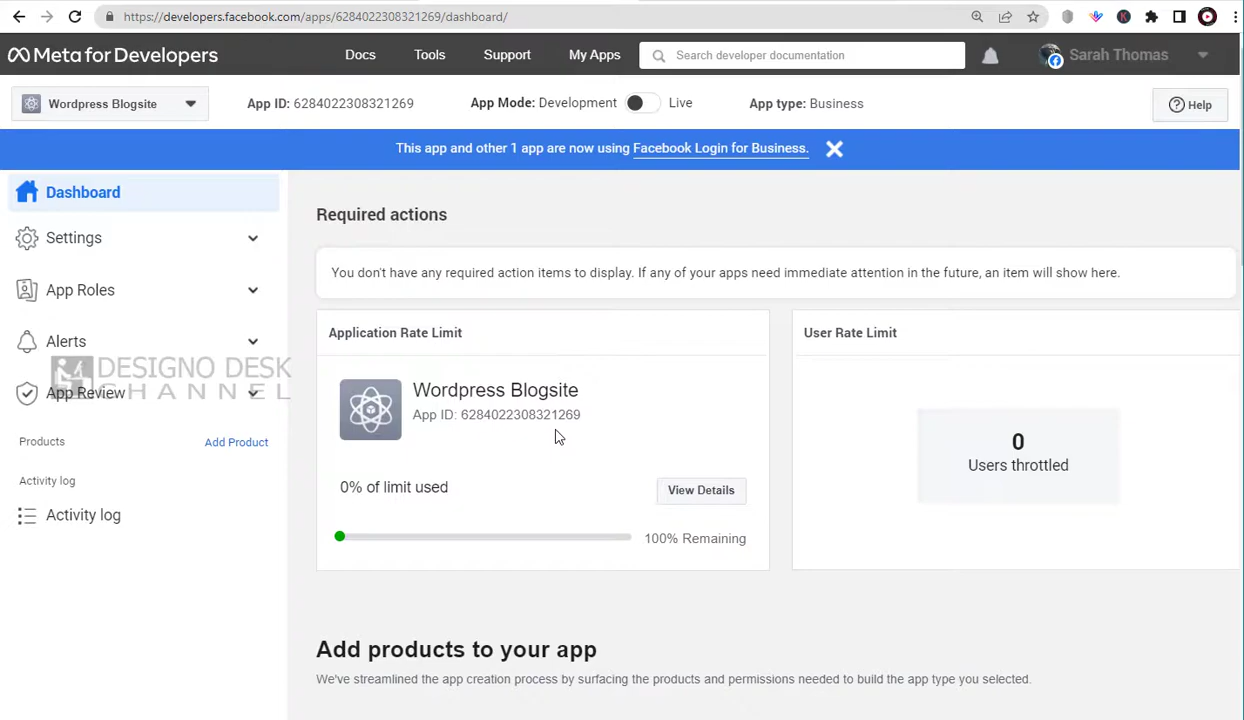 https://developers.facebook.com/apps/6284022308321269/dashboard/
Meta for Developers Docs Tools Support My Apps Search developer documentation Sarah Thomas
Wordpress Blogsite App ID: 6284022308321269 App Mode: Development Live App type: Business Help
This app and other 1 app are now using Facebook Login for Business.
Dashboard
Settings
App Roles
Alerts
DESIGNO DESK
CHANNEL
App Review
Products Add Product
Activity log
Activity log
Required actions
You don't have any required action items to display. If any of your apps need immediate attention in the future, an item will show here.
Application Rate Limit
Wordpress Blogsite
App ID: 6284022308321269
0% of limit used
View Details
100% Remaining
User Rate Limit
0
Users throttled
Add products to your app
We've streamlined the app creation process by surfacing the products and permissions needed to build the app type you selected.